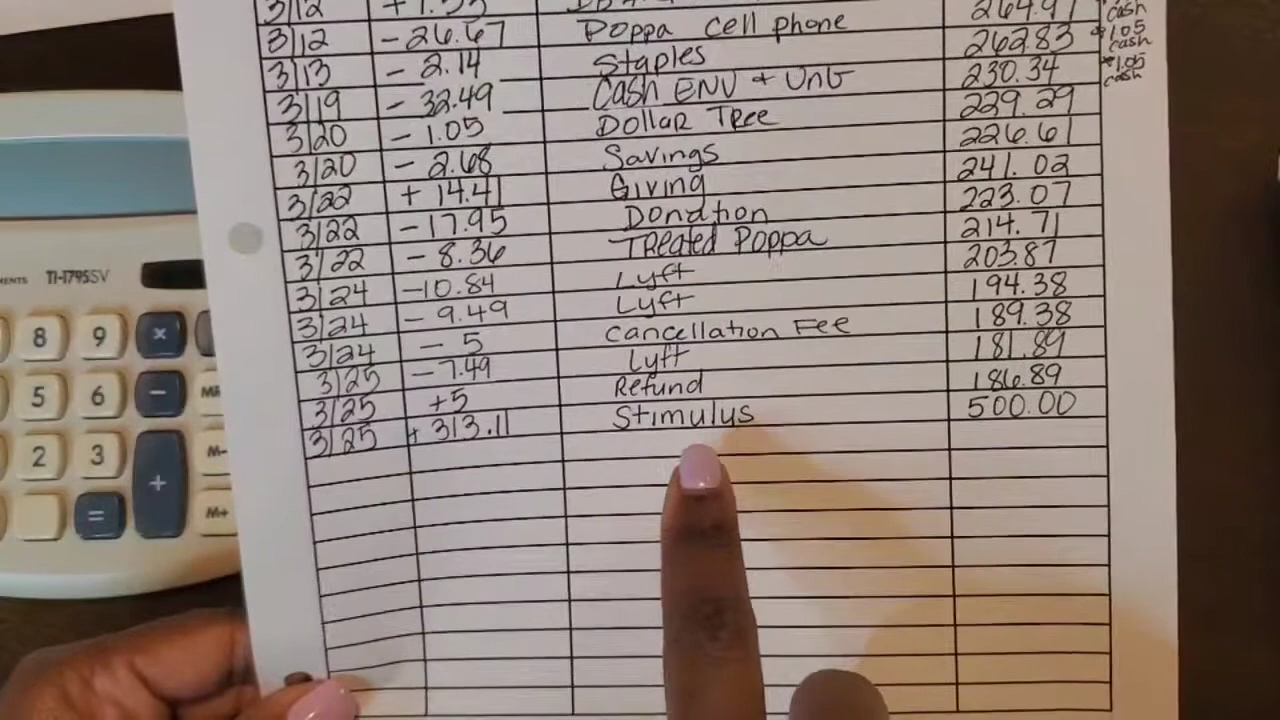 3/12
3/12 - 26.67 Poppa cell phone 264.97 cash
3/13 - 2.14 Staples 262.83 *1.05 cash
3/19 - 32.49 Cash ENV + Unt 230.34 *1.05 cash
3/20 - 1.05 Dollar Tree 229.29
3/20 - 2.68 Savings 226.61
3/22 + 14.41 Giving 241.02
3/22 -17.95 Donation 223.07
3/22 - 8.36 Treated Poppa 214.71
3/24 -10.84 Lyft 203.87
3/24 - 9.49 Lyft 194.38
3/24 - 5 Cancellation Fee 189.38
3/25 -7.49 Lyft 181.89
3/25 +5 Refund 186.89
3/25 + 313.11 Stimulus 500.00
TI-1795SV
8 9 ×
5 6 −
2 3 + M-
= M+